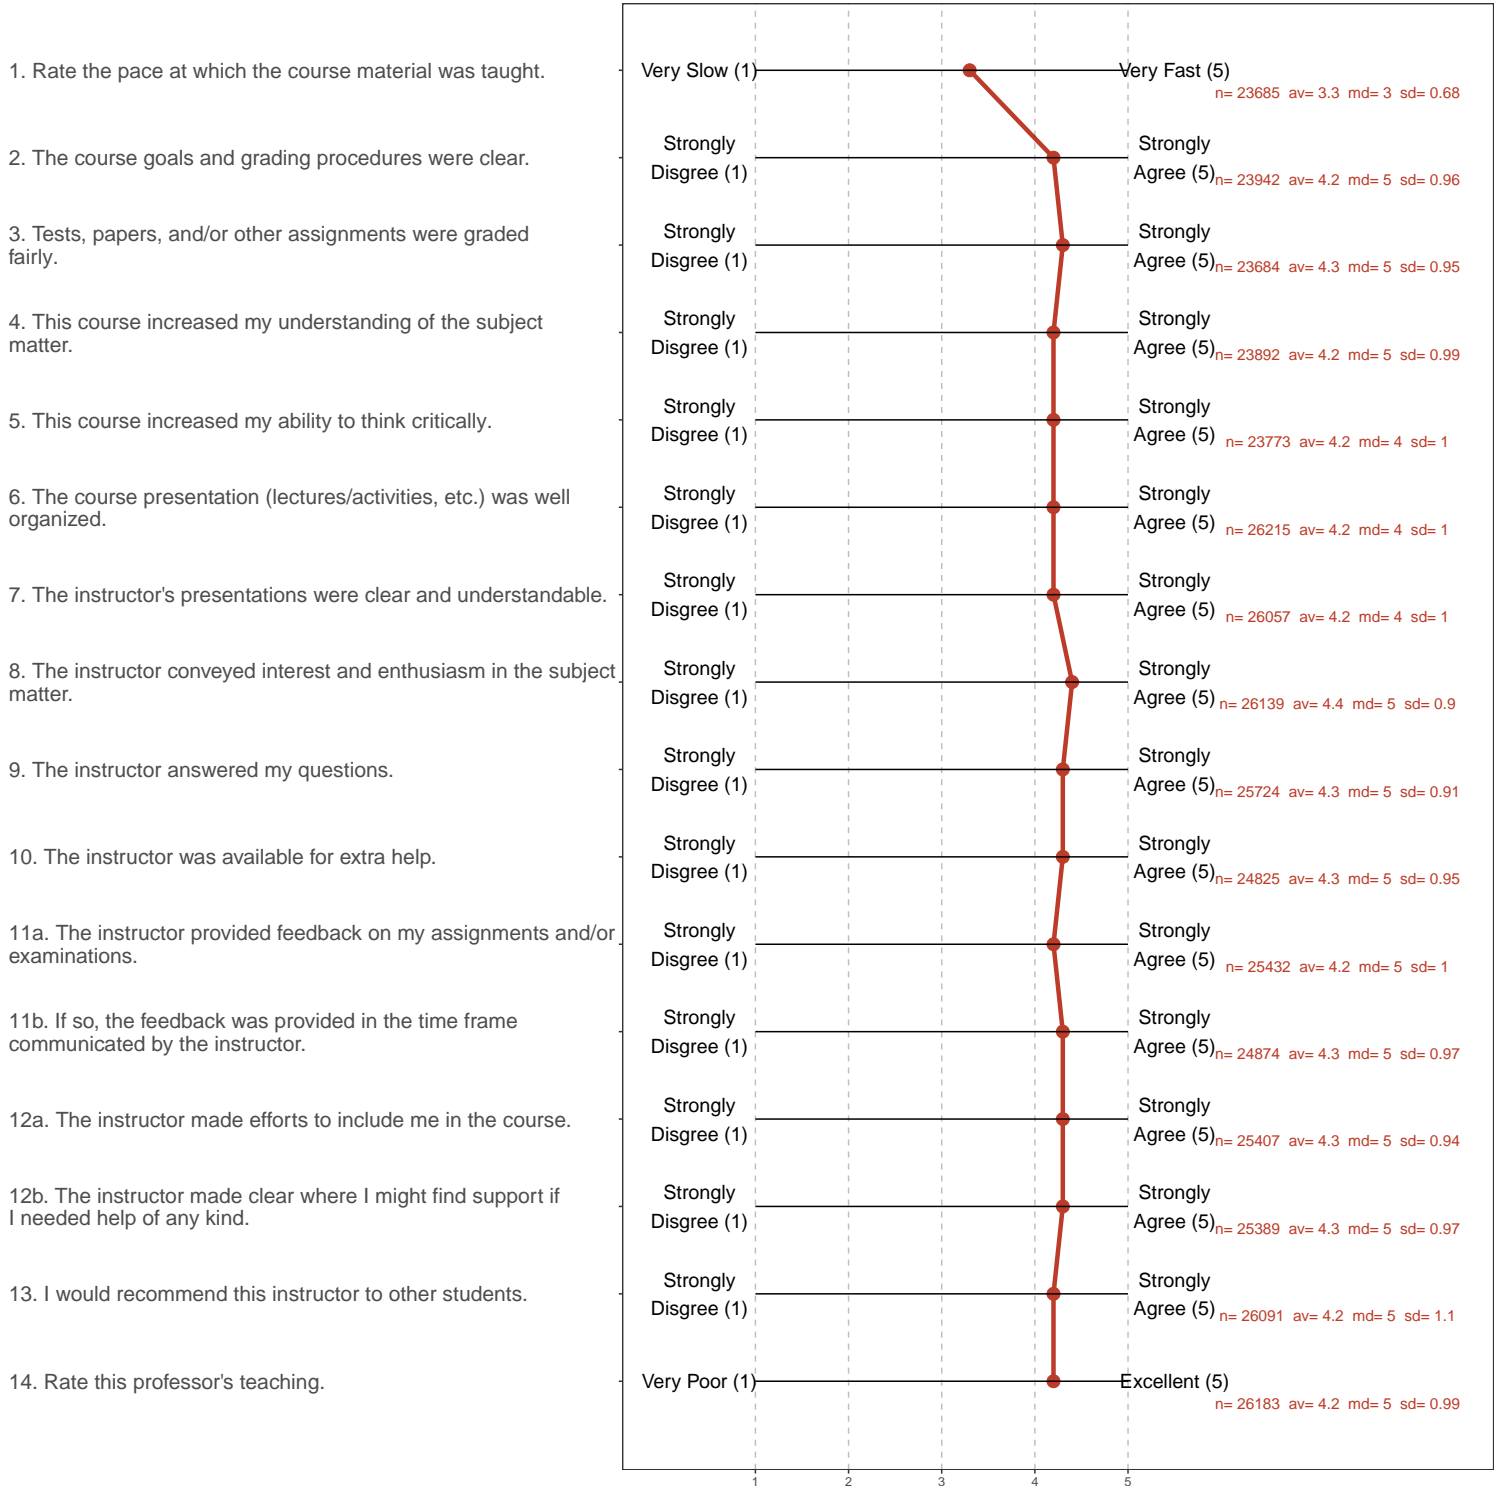 1. Rate the pace at which the course material was taught.
Very Slow (1)
Very Fast (5)
n= 23685 av= 3.3 md= 3 sd= 0.68
2. The course goals and grading procedures were clear.
Strongly
Disgree (1)
Strongly
Agree (5)
n= 23942 av= 4.2 md= 5 sd= 0.96
3. Tests, papers, and/or other assignments were graded
fairly.
Strongly
Disgree (1)
Strongly
Agree (5)
n= 23684 av= 4.3 md= 5 sd= 0.95
4. This course increased my understanding of the subject
matter.
Strongly
Disgree (1)
Strongly
Agree (5)
n= 23892 av= 4.2 md= 5 sd= 0.99
5. This course increased my ability to think critically.
Strongly
Disgree (1)
Strongly
Agree (5)
n= 23773 av= 4.2 md= 4 sd= 1
6. The course presentation (lectures/activities, etc.) was well
organized.
Strongly
Disgree (1)
Strongly
Agree (5)
n= 26215 av= 4.2 md= 4 sd= 1
7. The instructor's presentations were clear and understandable.
Strongly
Disgree (1)
Strongly
Agree (5)
n= 26057 av= 4.2 md= 4 sd= 1
8. The instructor conveyed interest and enthusiasm in the subject
matter.
Strongly
Disgree (1)
Strongly
Agree (5)
n= 26139 av= 4.4 md= 5 sd= 0.9
9. The instructor answered my questions.
Strongly
Disgree (1)
Strongly
Agree (5)
n= 25724 av= 4.3 md= 5 sd= 0.91
10. The instructor was available for extra help.
Strongly
Disgree (1)
Strongly
Agree (5)
n= 24825 av= 4.3 md= 5 sd= 0.95
11a. The instructor provided feedback on my assignments and/or
examinations.
Strongly
Disgree (1)
Strongly
Agree (5)
n= 25432 av= 4.2 md= 5 sd= 1
11b. If so, the feedback was provided in the time frame
communicated by the instructor.
Strongly
Disgree (1)
Strongly
Agree (5)
n= 24874 av= 4.3 md= 5 sd= 0.97
12a. The instructor made efforts to include me in the course.
Strongly
Disgree (1)
Strongly
Agree (5)
n= 25407 av= 4.3 md= 5 sd= 0.94
12b. The instructor made clear where I might find support if
I needed help of any kind.
Strongly
Disgree (1)
Strongly
Agree (5)
n= 25389 av= 4.3 md= 5 sd= 0.97
13. I would recommend this instructor to other students.
Strongly
Disgree (1)
Strongly
Agree (5)
n= 26091 av= 4.2 md= 5 sd= 1.1
14. Rate this professor's teaching.
Very Poor (1)
Excellent (5)
n= 26183 av= 4.2 md= 5 sd= 0.99
1 2 3 4 5